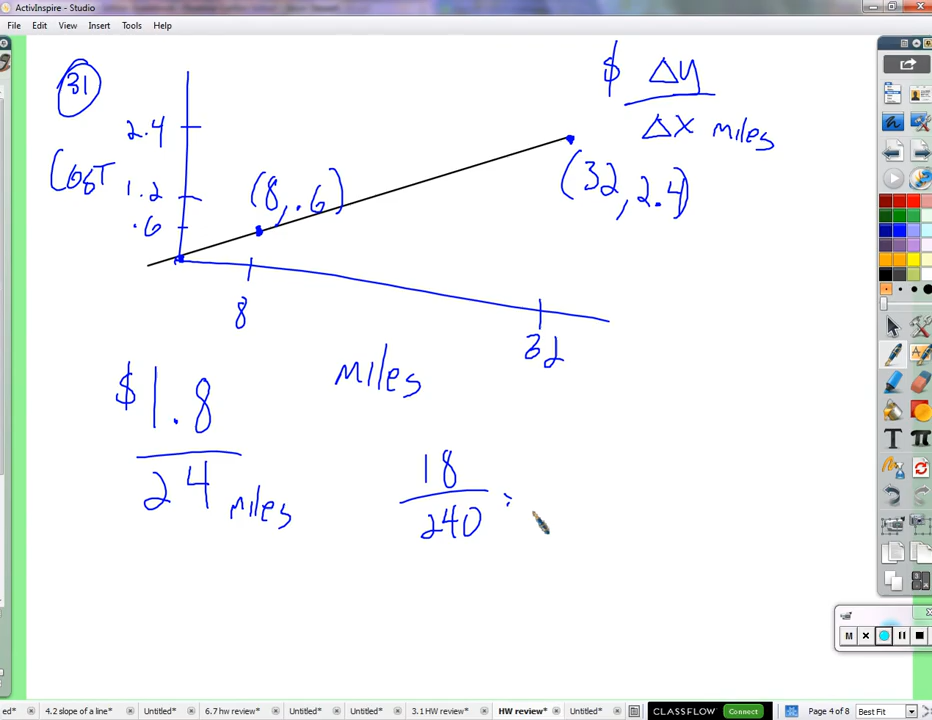 ActivInspire - Studio
File Edit View Insert Tools Help
31
$ Δy
Δx miles
2.4
Cost
1.2
.6
(8, .6)
(32, 2.4)
8
32
miles
$1.8
24 miles
18
240
=
M
ed* 4.2 slope of a line* Untitled* 6.7 hw review* Untitled* Untitled* 3.1 HW review* HW review* Untitled* CLASSFLOW Connect Page 4 of 8 Best Fit